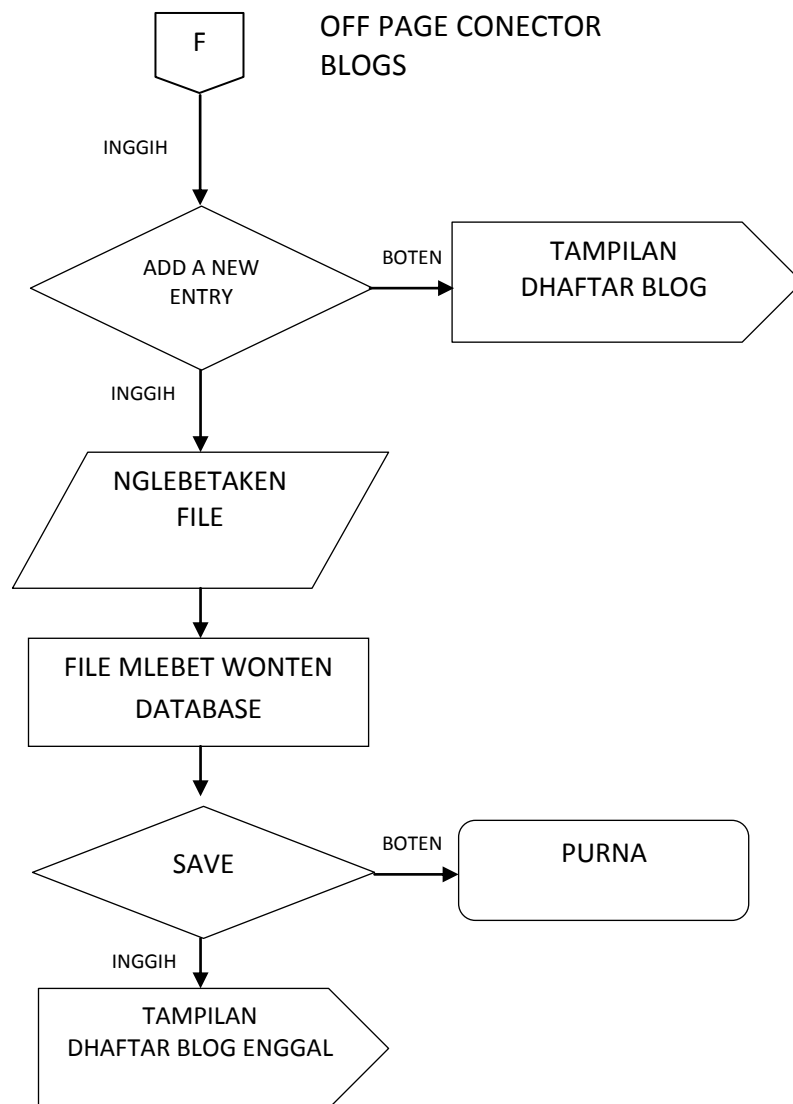 F
OFF PAGE CONECTOR
BLOGS
INGGIH
ADD A NEW
ENTRY
BOTEN
TAMPILAN
DHAFTAR BLOG
INGGIH
NGLEBETAKEN
FILE
FILE MLEBET WONTEN
DATABASE
SAVE
BOTEN
PURNA
INGGIH
TAMPILAN
DHAFTAR BLOG ENGGAL